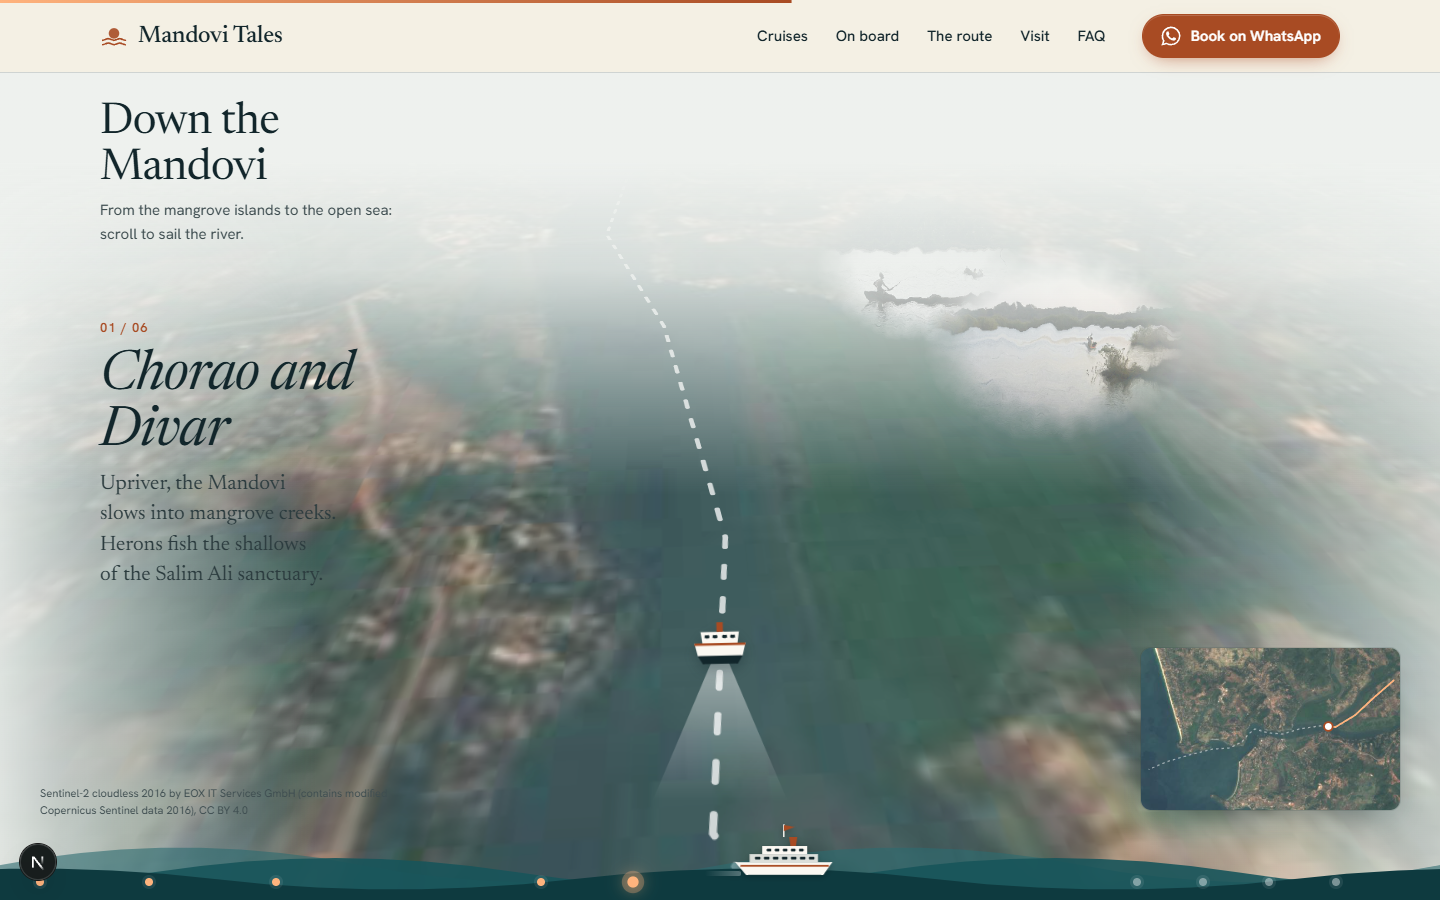 Mandovi Tales
Cruises
On board
The route
Visit
FAQ
Book on WhatsApp
Down the
Mandovi
From the mangrove islands to the open sea:
scroll to sail the river.
01 / 06
Chorao and
Divar
Upriver, the Mandovi
slows into mangrove creeks.
Herons fish the shallows
of the Salim Ali sanctuary.
Sentinel-2 cloudless 2016 by EOX IT Services GmbH (contains
Copernicus Sentinel data 2016), CC BY 4.0
N